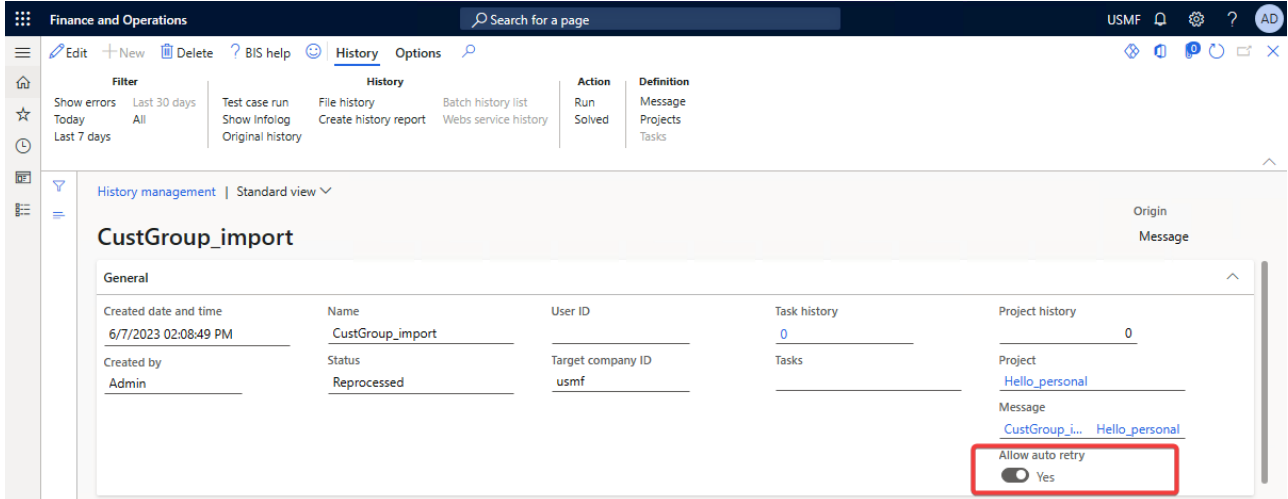 Finance and Operations
Search for a page
USMF
?
AD
Edit
New
Delete
? BIS help
History
Options
0
Filter
History
Action
Definition
Show errors Last 30 days Test case run File history Batch history list Run Message
Today All Show Infolog Create history report Webs service history Solved Projects
Last 7 days Original history Tasks
History management | Standard view
Origin
Message
CustGroup_import
General
Created date and time Name User ID Task history Project history
6/7/2023 02:08:49 PM CustGroup_import 0 0
Created by Status Target company ID Tasks Project
Admin Reprocessed usmf Hello_personal
Message
CustGroup_i... Hello_personal
Allow auto retry
Yes